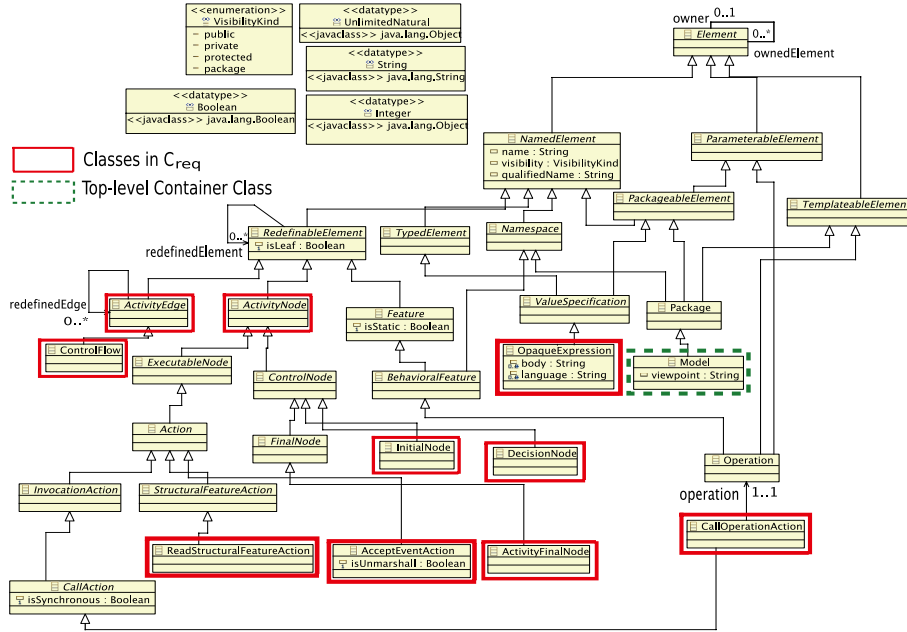 <<enumeration>>
VisibilityKind
public
private
protected
package
<<datatype>>
UnlimitedNatural
<<javaclass>> java.lang.Object
<<datatype>>
String
<<javaclass>> java.lang.String
<<datatype>>
Boolean
<<javaclass>> java.lang.Boolean
<<datatype>>
Integer
<<javaclass>> java.lang.Object
owner 0..1
Element
0..*
ownedElement
Classes in Creq
Top-level Container Class
NamedElement
name : String
visibility : VisibilityKind
qualifiedName : String
ParameterableElement
PackageableElement
TemplateableElement
0..*
redefinedElement
RedefinableElement
isLeaf : Boolean
TypedElement
Namespace
redefinedEdge
0..*
ActivityEdge
ActivityNode
Feature
isStatic : Boolean
ValueSpecification
Package
ControlFlow
ExecutableNode
ControlNode
BehavioralFeature
OpaqueExpression
body : String
language : String
Model
viewpoint : String
Action
FinalNode
InitialNode
DecisionNode
Operation
operation 1..1
InvocationAction
StructuralFeatureAction
CallOperationAction
ReadStructuralFeatureAction
AcceptEventAction
isUnmarshall : Boolean
ActivityFinalNode
CallAction
isSynchronous : Boolean